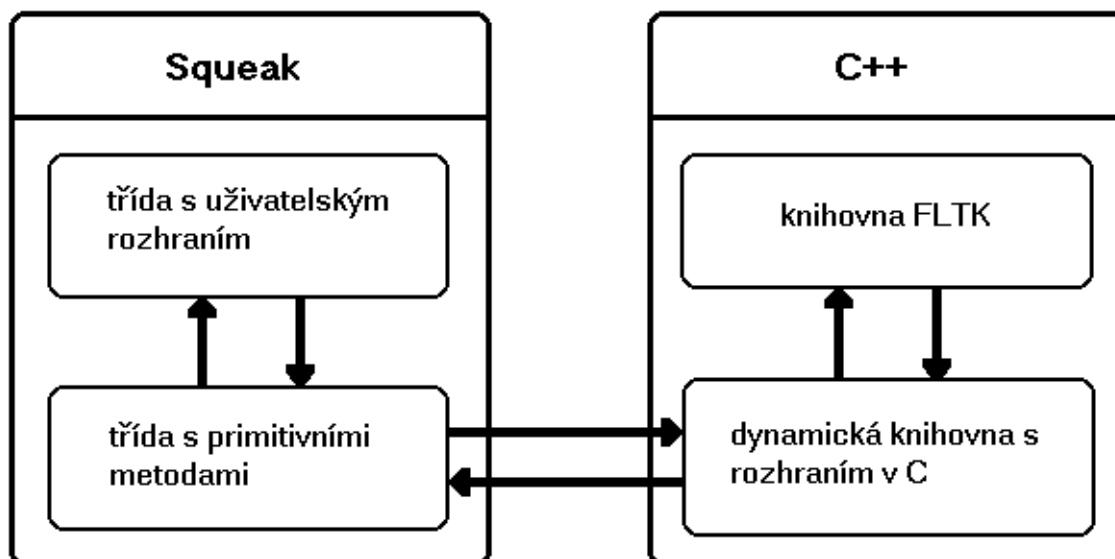 Squeak
třída s uživatelským
rozhraním
třída s primitivními
metodami
C++
knihovna FLTK
dynamická knihovna s
rozhraním v C